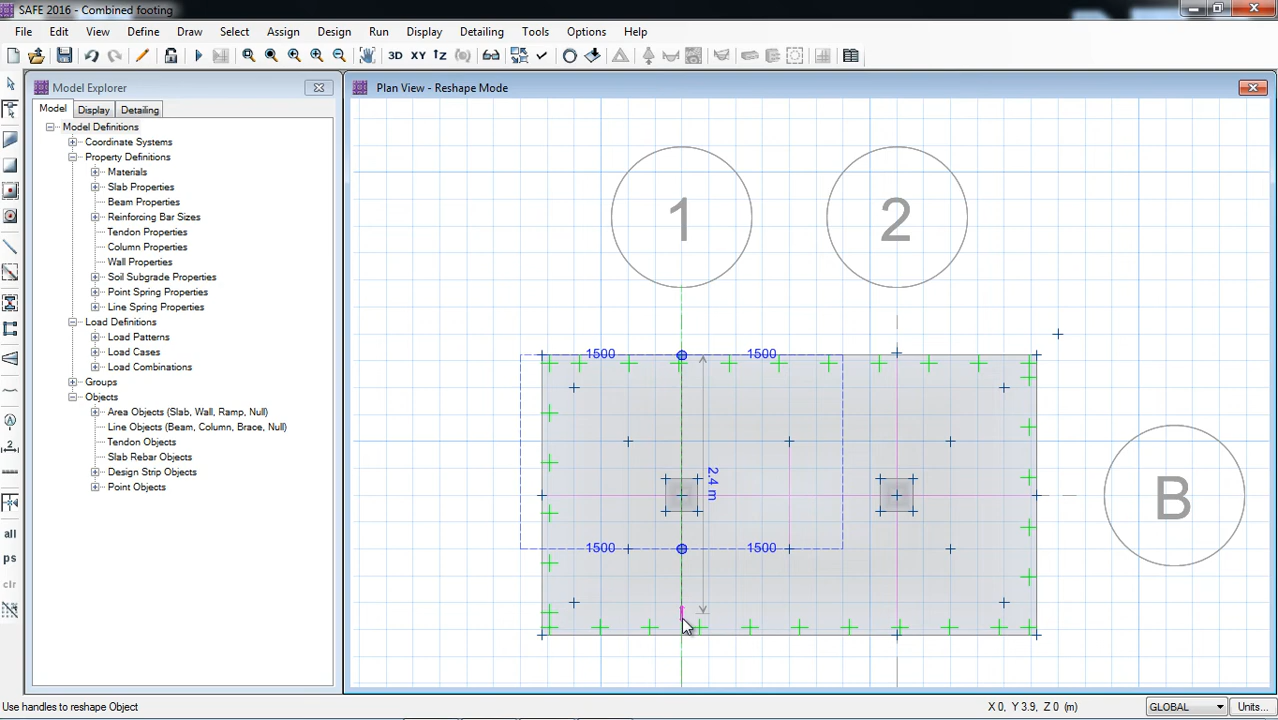 SAFE 2016 - Combined footing
File Edit View Define Draw Select Assign Design Run Display Detailing Tools Options Help
3D XY
Model Explorer
Plan View - Reshape Mode
Model Display Detailing
Model Definitions
Coordinate Systems
Property Definitions
Materials
Slab Properties
Beam Properties
Reinforcing Bar Sizes
Tendon Properties
Column Properties
Wall Properties
Soil Subgrade Properties
Point Spring Properties
Line Spring Properties
Load Definitions
Load Patterns
Load Cases
Load Combinations
Groups
Objects
Area Objects (Slab, Wall, Ramp, Null)
Line Objects (Beam, Column, Brace, Null)
Tendon Objects
Slab Rebar Objects
Design Strip Objects
Point Objects
all
ps
clr
1 2
1500 1500
2.4 m
B
1500 1500
Use handles to reshape Object
X 0, Y 3.9, Z 0 (m)
GLOBAL
Units...